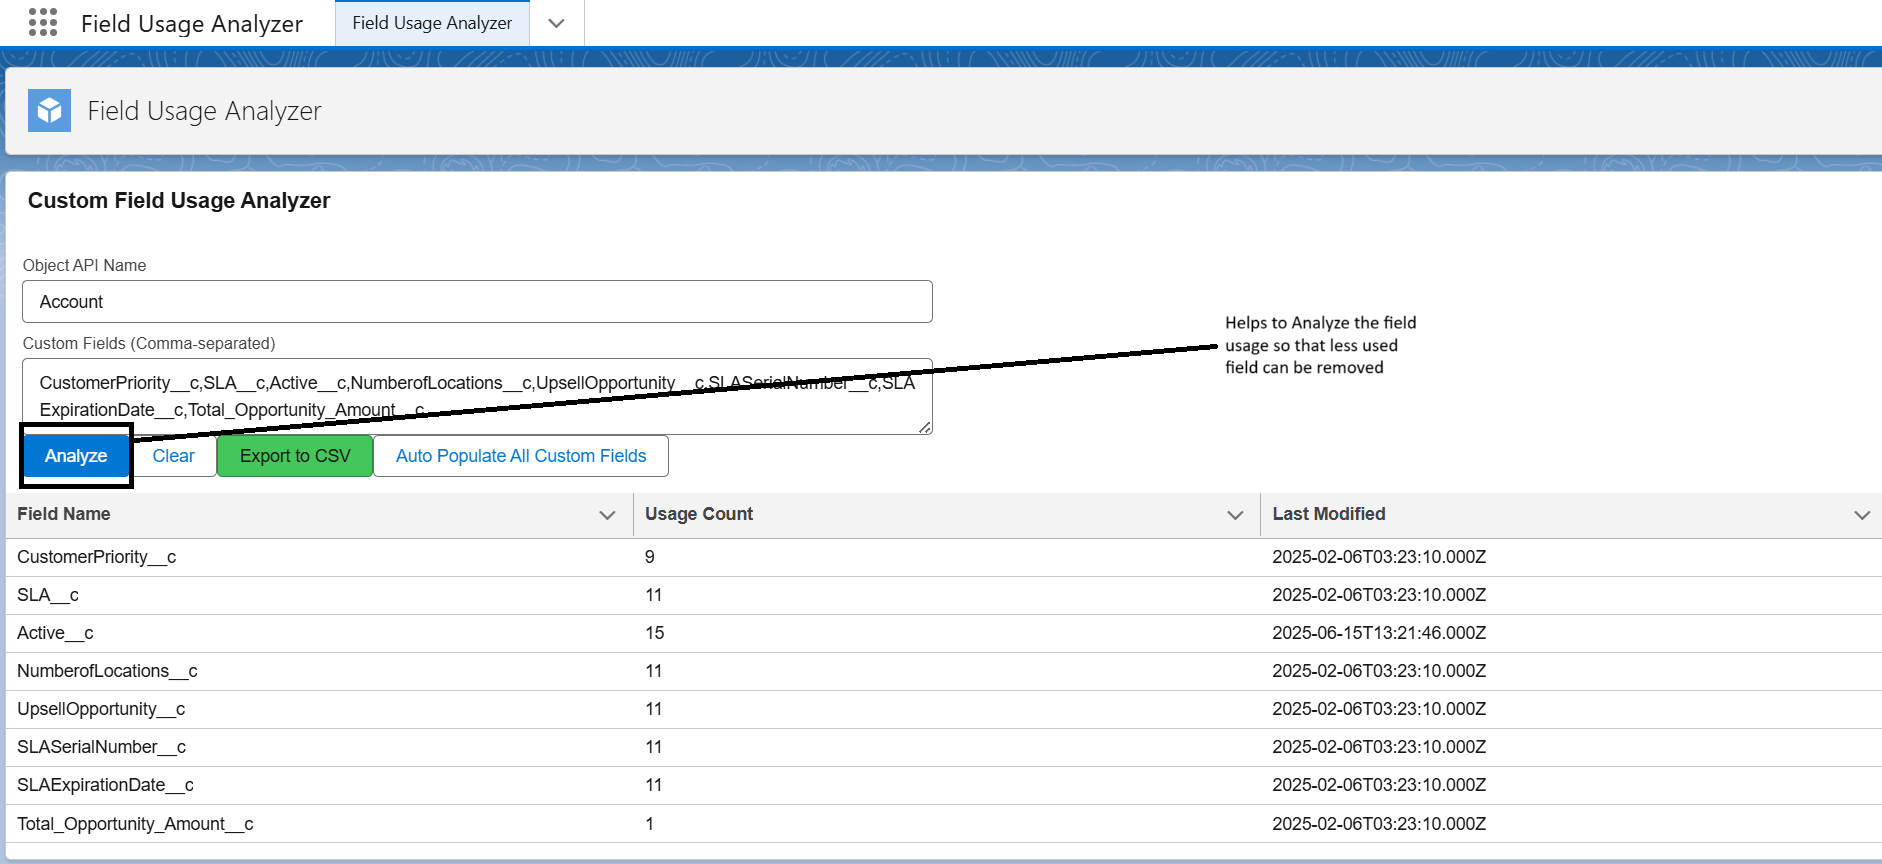 Field Usage Analyzer
Field Usage Analyzer
Field Usage Analyzer
Custom Field Usage Analyzer
Object API Name
Account
Custom Fields (Comma-separated)
CustomerPriority__c,SLA__c,Active__c,NumberofLocations__c,UpsellOpportunity__c,SLASerialNumber__c,SLA
ExpirationDate__c,Total_Opportunity_Amount__c
Helps to Analyze the field
usage so that less used
field can be removed
Analyze Clear Export to CSV Auto Populate All Custom Fields
Field Name Usage Count Last Modified
CustomerPriority__c 9 2025-02-06T03:23:10.000Z
SLA__c 11 2025-02-06T03:23:10.000Z
Active__c 15 2025-06-15T13:21:46.000Z
NumberofLocations__c 11 2025-02-06T03:23:10.000Z
UpsellOpportunity__c 11 2025-02-06T03:23:10.000Z
SLASerialNumber__c 11 2025-02-06T03:23:10.000Z
SLAExpirationDate__c 11 2025-02-06T03:23:10.000Z
Total_Opportunity_Amount__c 1 2025-02-06T03:23:10.000Z